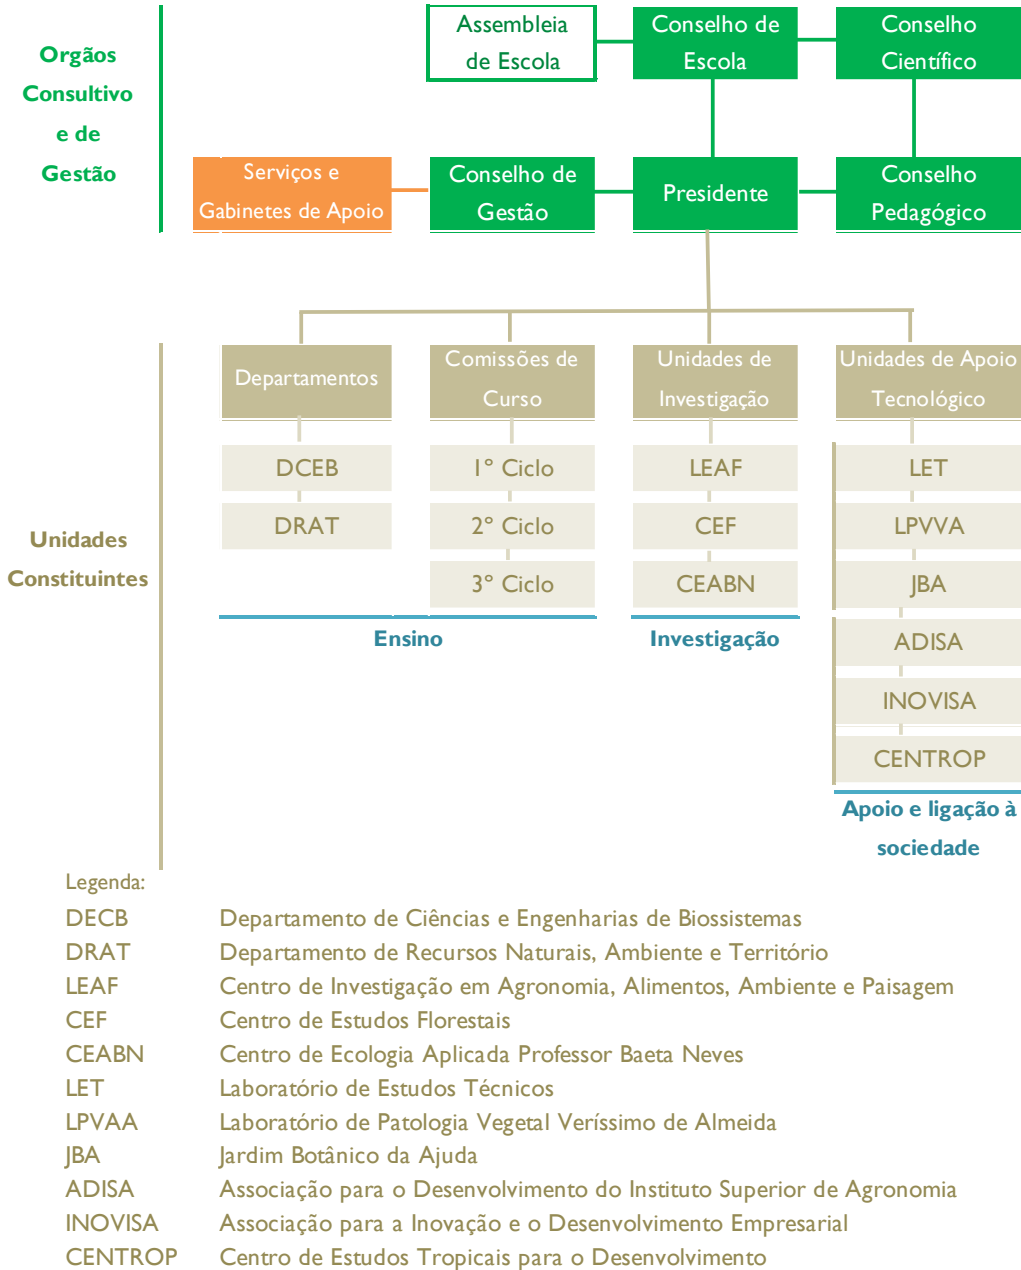 Orgãos
Consultivo
e de
Gestão
Assembleia
de Escola
Conselho de
Escola
Conselho
Científico
Serviços e
Gabinetes de Apoio
Conselho de
Gestão
Presidente
Conselho
Pedagógico
Unidades
Constituintes
Departamentos
Comissões de
Curso
Unidades de
Investigação
Unidades de Apoio
Tecnológico
DCEB
1º Ciclo
LEAF
LET
DRAT
2º Ciclo
CEF
LPVVA
3º Ciclo
CEABN
JBA
Ensino
Investigação
ADISA
INOVISA
CENTROP
Apoio e ligação à
sociedade
Legenda:
DECB Departamento de Ciências e Engenharias de Biossistemas
DRAT Departamento de Recursos Naturais, Ambiente e Território
LEAF Centro de Investigação em Agronomia, Alimentos, Ambiente e Paisagem
CEF Centro de Estudos Florestais
CEABN Centro de Ecologia Aplicada Professor Baeta Neves
LET Laboratório de Estudos Técnicos
LPVAA Laboratório de Patologia Vegetal Veríssimo de Almeida
JBA Jardim Botânico da Ajuda
ADISA Associação para o Desenvolvimento do Instituto Superior de Agronomia
INOVISA Associação para a Inovação e o Desenvolvimento Empresarial
CENTROP Centro de Estudos Tropicais para o Desenvolvimento